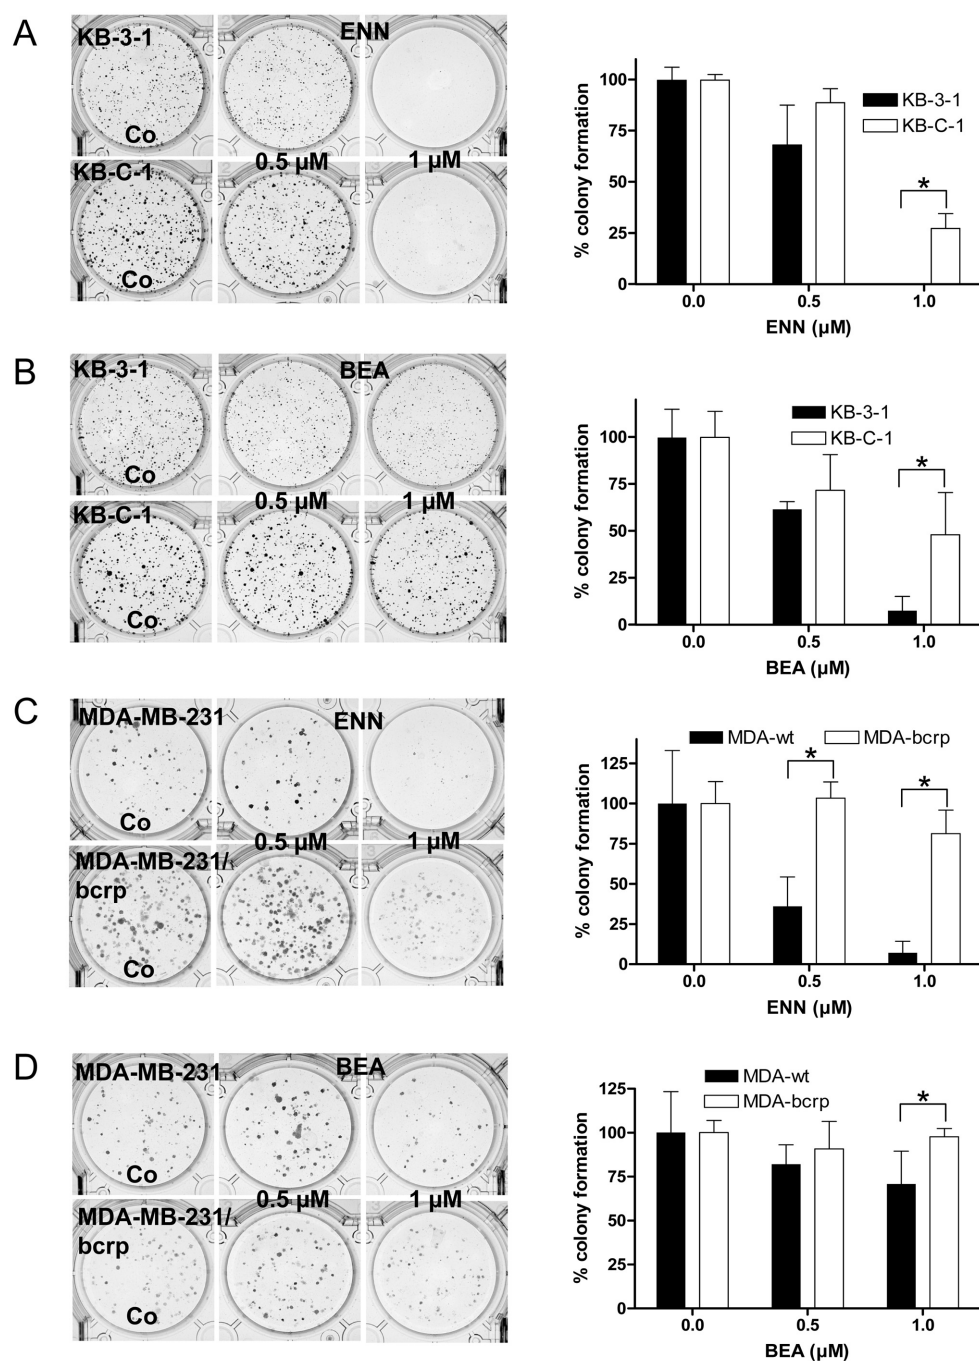 A
KB-3-1
ENN
Co
0.5 µM
1 µM
KB-C-1
Co
% colony formation
100
75
50
25
0
KB-3-1
KB-C-1
*
0.0
0.5
1.0
ENN (µM)
B
KB-3-1
BEA
Co
0.5 µM
1 µM
KB-C-1
Co
% colony formation
100
75
50
25
0
KB-3-1
KB-C-1
*
0.0
0.5
1.0
BEA (µM)
C
MDA-MB-231
ENN
Co
0.5 µM
1 µM
MDA-MB-231/
bcrp
Co
% colony formation
MDA-wt
MDA-bcrp
125
100
75
50
25
0
*
*
0.0
0.5
1.0
ENN (µM)
D
MDA-MB-231
BEA
Co
0.5 µM
1 µM
MDA-MB-231/
bcrp
Co
% colony formation
MDA-wt
MDA-bcrp
125
100
75
50
25
0
*
0.0
0.5
1.0
BEA (µM)